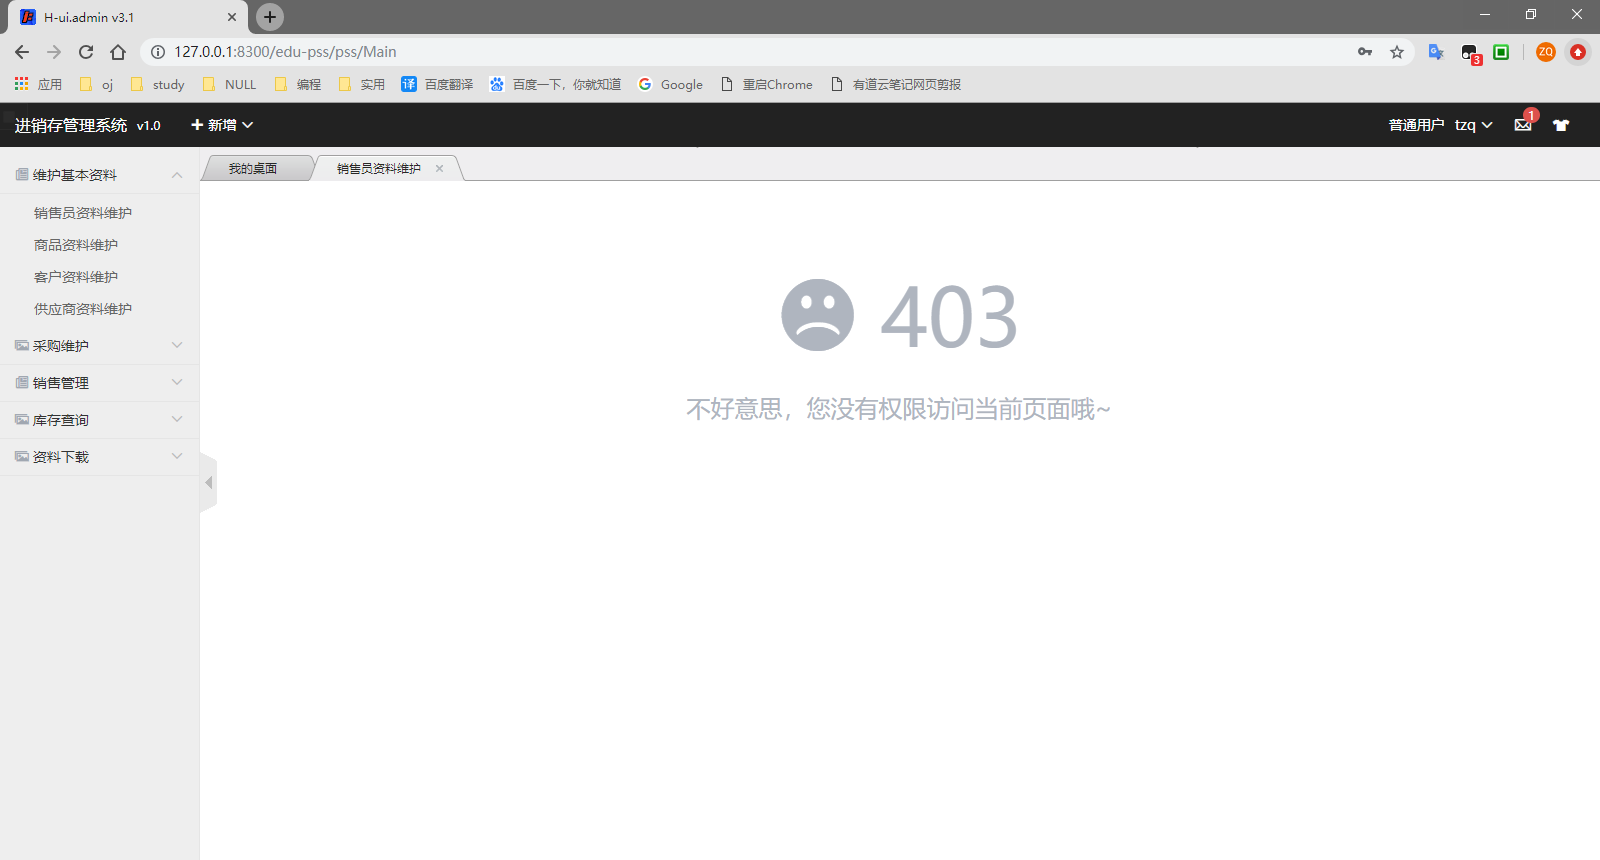 H-ui.admin v3.1
127.0.0.1:8300/edu-pss/pss/Main
3
ZQ
应用 oj study NULL 编程 实用 译 百度翻译 百度一下，你就知道 Google 重启Chrome 有道云笔记网页剪报
进销存管理系统 v1.0 新增 普通用户 tzq 1
维护基本资料
销售员资料维护
商品资料维护
客户资料维护
供应商资料维护
采购维护
销售管理
库存查询
资料下载
我的桌面 销售员资料维护
403
不好意思，您没有权限访问当前页面哦~